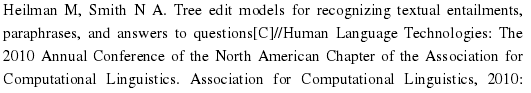 Heilman M, Smith N A. Tree edit models for recognizing textual entailments,
paraphrases, and answers to questions[C]//Human Language Technologies: The
2010 Annual Conference of the North American Chapter of the Association for
Computational Linguistics. Association for Computational Linguistics, 2010: